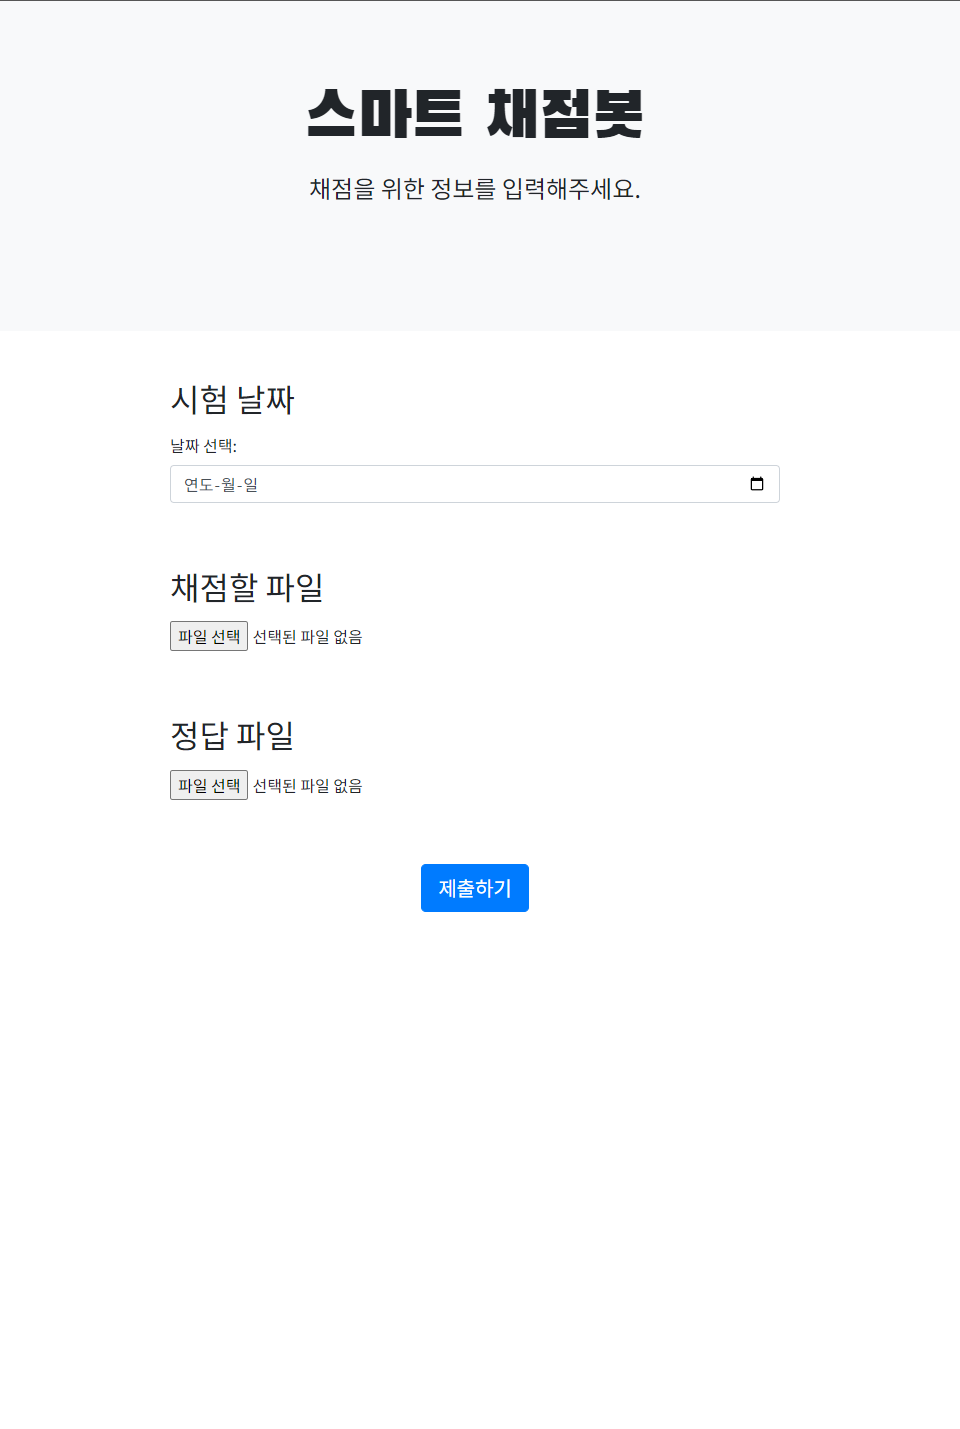 스마트 채점봇
채점을 위한 정보를 입력해주세요.
시험 날짜
날짜 선택:
연도-월-일
채점할 파일
파일 선택 선택된 파일 없음
정답 파일
파일 선택 선택된 파일 없음
제출하기